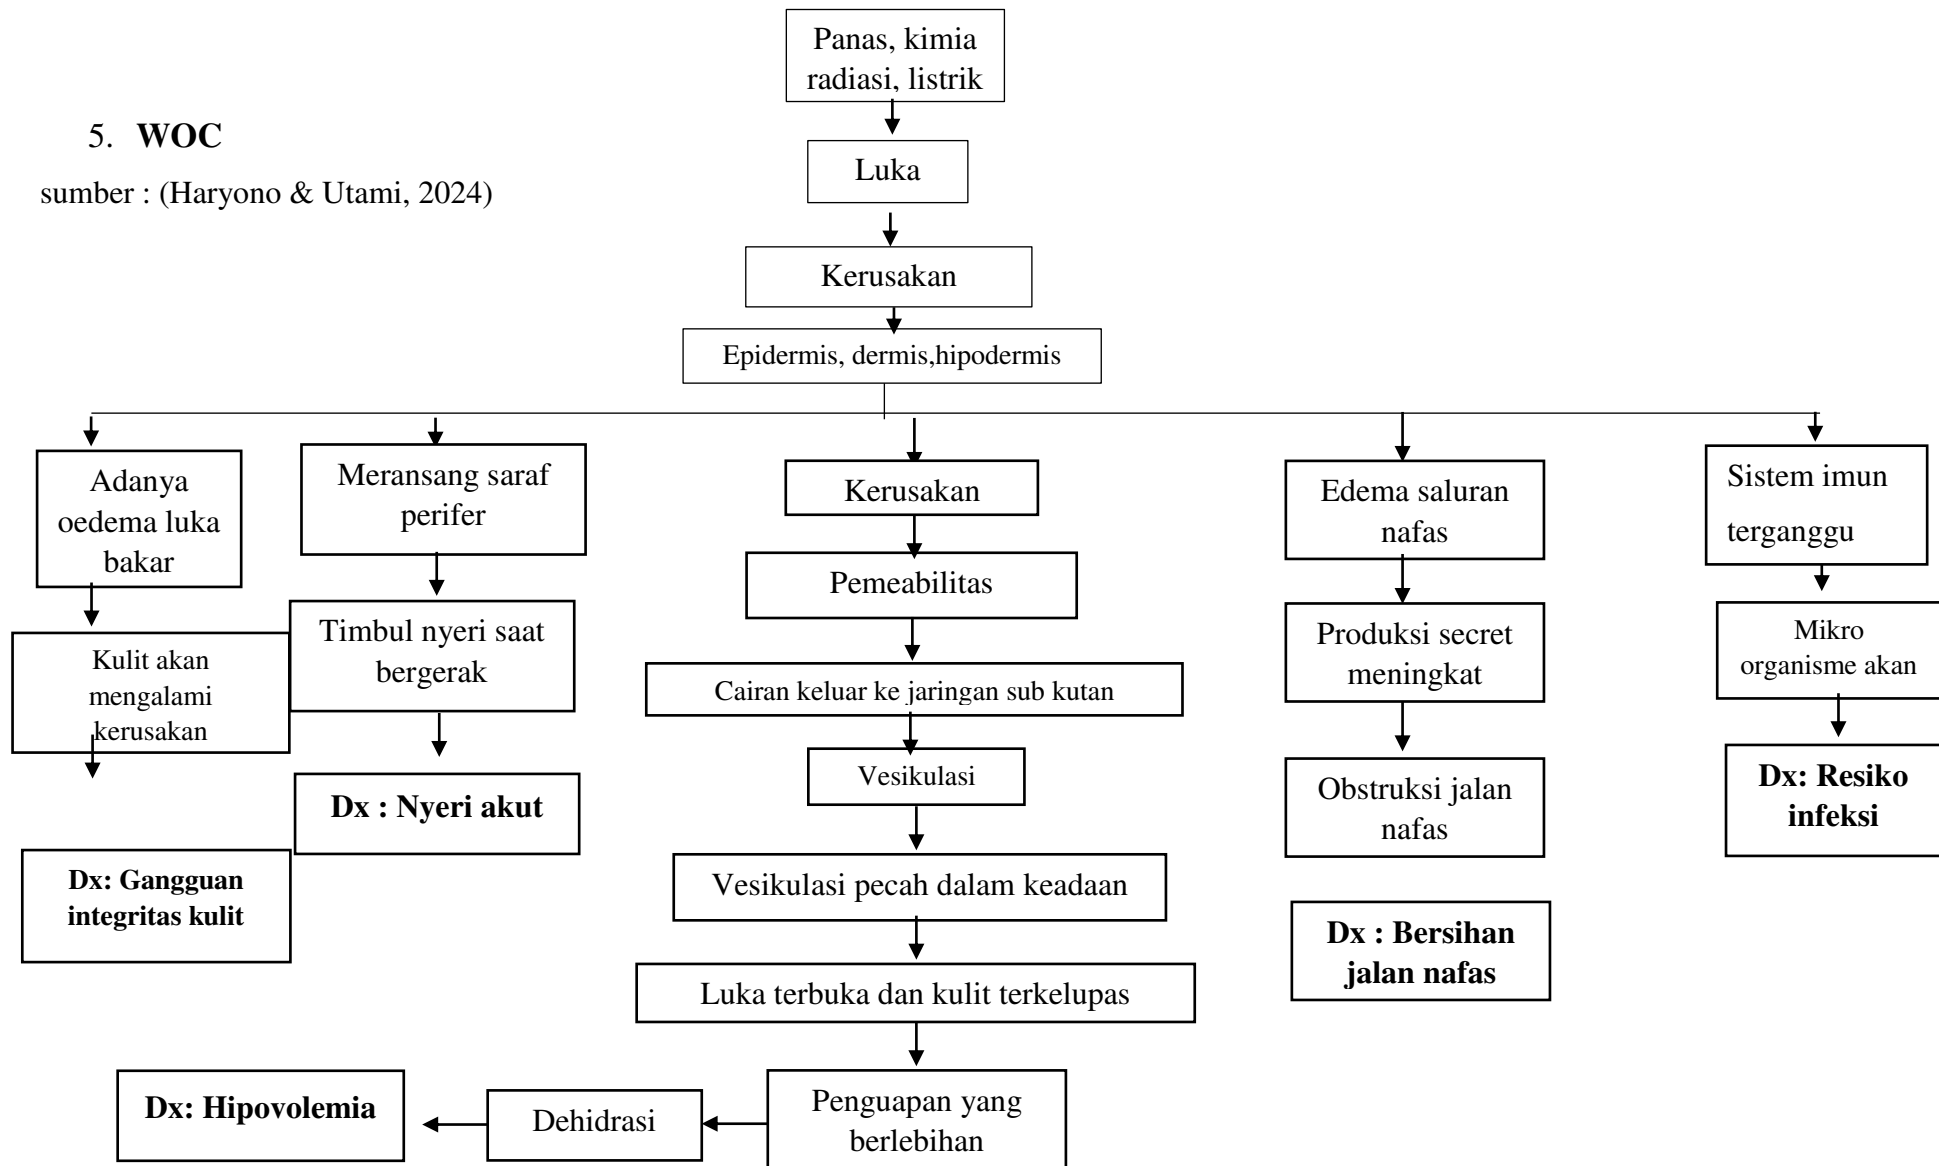 Panas, kimia
radiasi, listrik
5. WOC
sumber : (Haryono & Utami, 2024)
Luka
Kerusakan
Epidermis, dermis,hipodermis
Adanya
oedema luka
bakar
Kulit akan
mengalami
kerusakan
Dx: Gangguan
integritas kulit
Meransang saraf
perifer
Timbul nyeri saat
bergerak
Dx : Nyeri akut
Kerusakan
Pemeabilitas
Cairan keluar ke jaringan sub kutan
Vesikulasi
Vesikulasi pecah dalam keadaan
Luka terbuka dan kulit terkelupas
Penguapan yang
berlebihan
Dehidrasi
Dx: Hipovolemia
Edema saluran
nafas
Produksi secret
meningkat
Obstruksi jalan
nafas
Dx : Bersihan
jalan nafas
Sistem imun
terganggu
Mikro
organisme akan
Dx: Resiko
infeksi